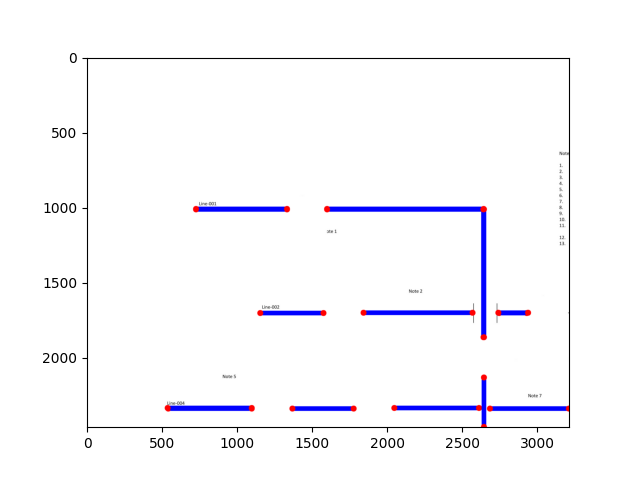 0
500
Note
1.
2.
3.
4.
5.
6.
7.
8.
9.
10.
11.
12.
13.
Line-001
1000
Note 2
1500
Line-002
2000
Note 5
Note 7
Line-004
0 500 1000 1500 2000 2500 3000